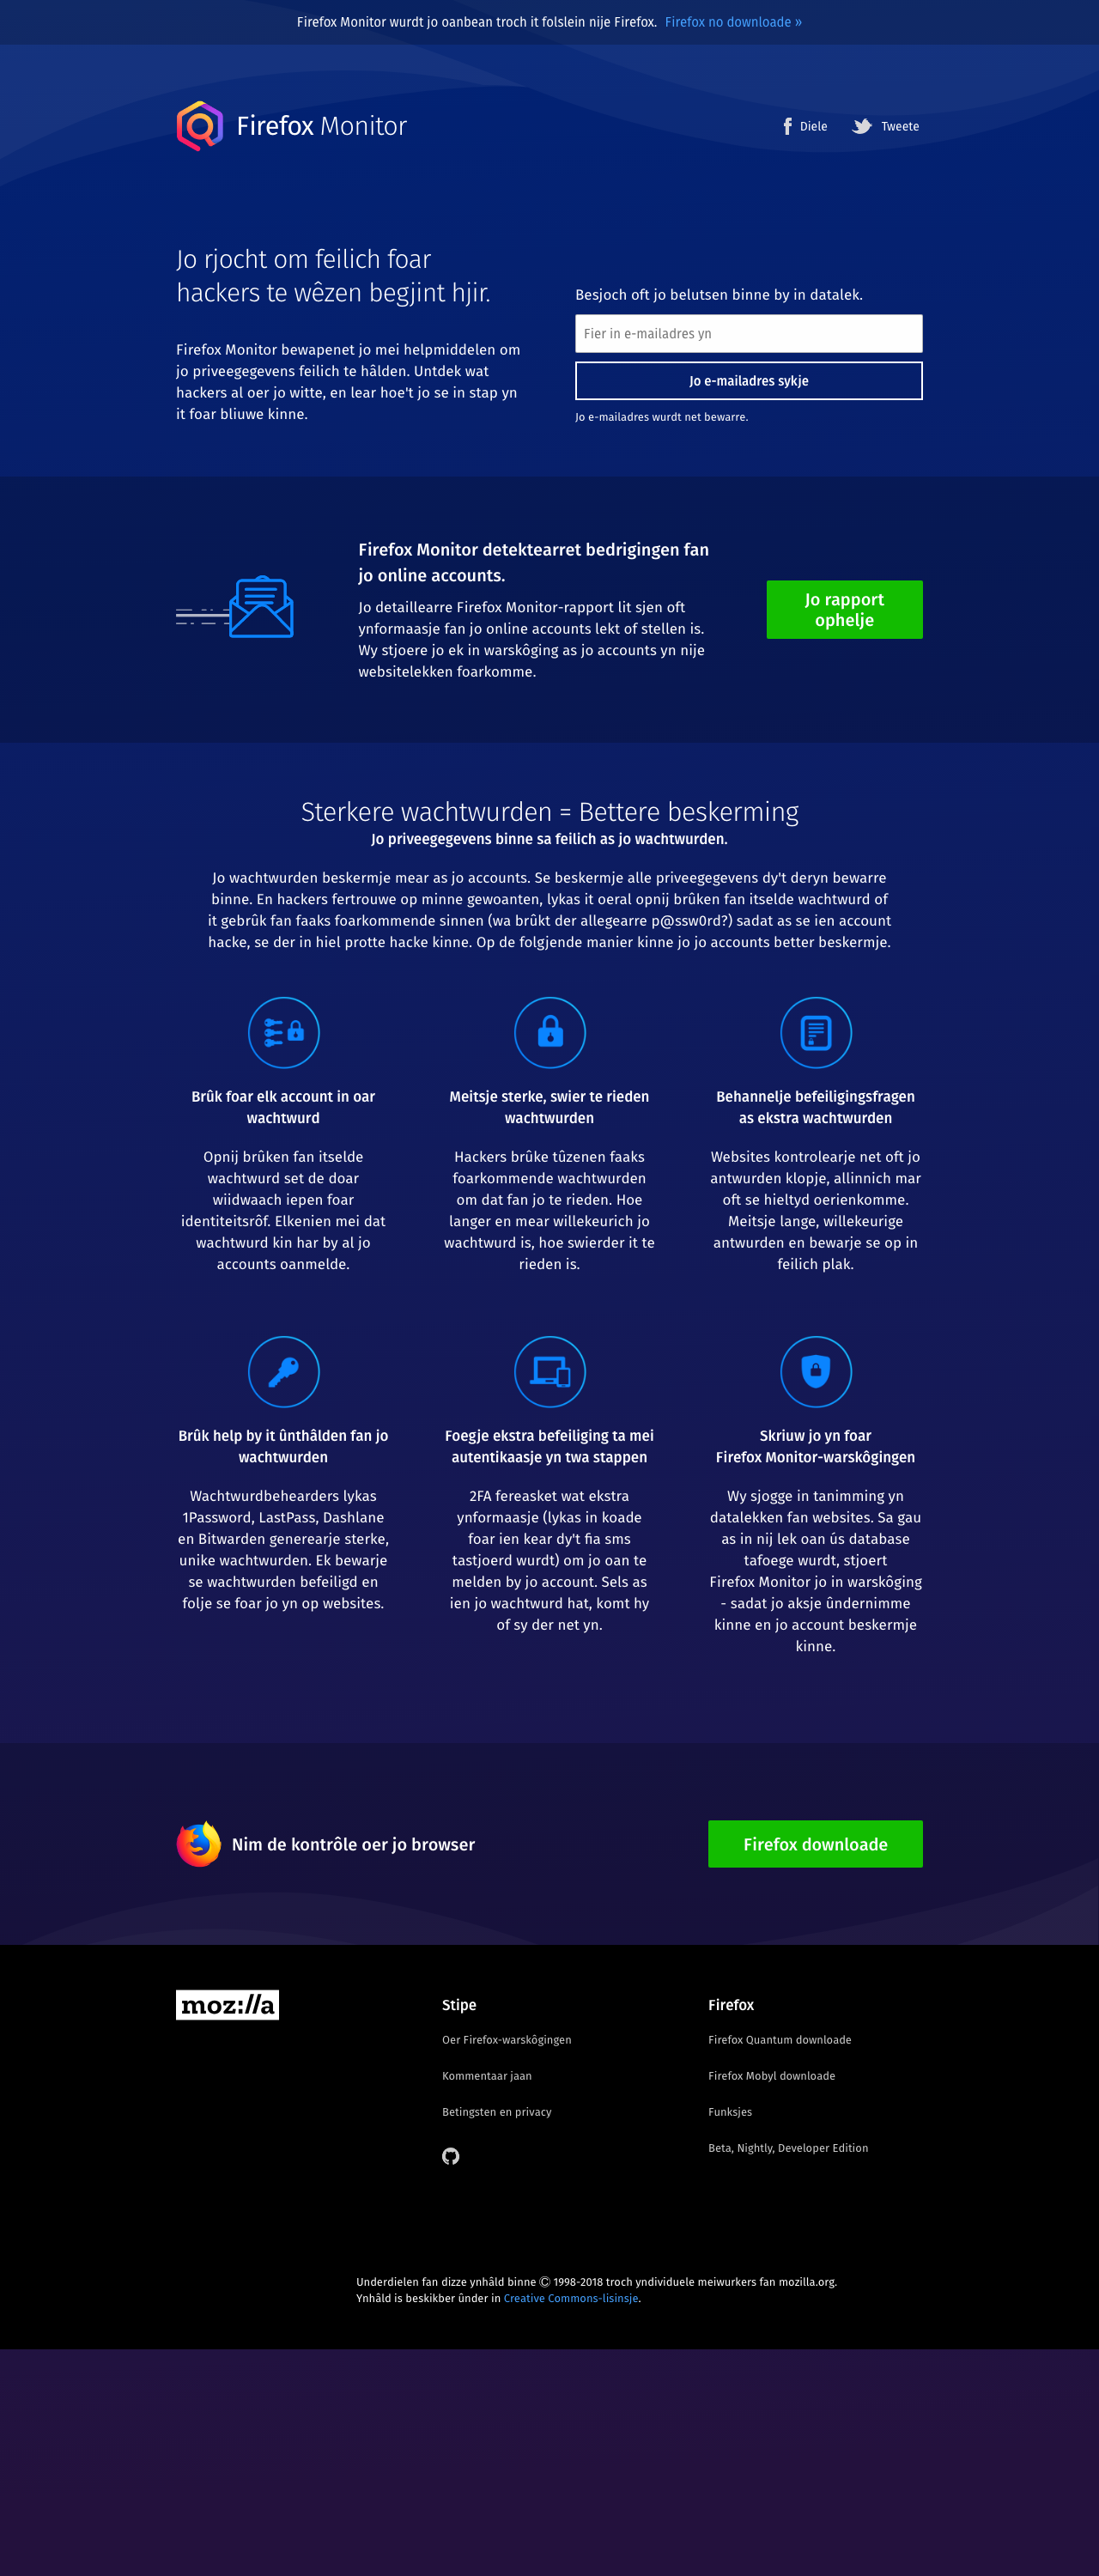 Firefox Monitor wurdt jo oanbean troch it folslein nije Firefox. Firefox no downloade »
Firefox Monitor
Diele
Tweete
Jo rjocht om feilich foar
hackers te wêzen begjint hjir.
Firefox Monitor bewapenet jo mei helpmiddelen om
jo priveegegevens feilich te hâlden. Untdek wat
hackers al oer jo witte, en lear hoe't jo se in stap yn
it foar bliuwe kinne.
Besjoch oft jo belutsen binne by in datalek.
Fier in e-mailadres yn
Jo e-mailadres sykje
Jo e-mailadres wurdt net bewarre.
Firefox Monitor detektearret bedrigingen fan
jo online accounts.
Jo detaillearre Firefox Monitor-rapport lit sjen oft
ynformaasje fan jo online accounts lekt of stellen is.
Wy stjoere jo ek in warskôging as jo accounts yn nije
websitelekken foarkomme.
Jo rapport
ophelje
Sterkere wachtwurden = Bettere beskerming
Jo priveegegevens binne sa feilich as jo wachtwurden.
Jo wachtwurden beskermje mear as jo accounts. Se beskermje alle priveegegevens dy't deryn bewarre
binne. En hackers fertrouwe op minne gewoanten, lykas it oeral opnij brûken fan itselde wachtwurd of
it gebrûk fan faaks foarkommende sinnen (wa brûkt der allegearre p@ssw0rd?) sadat as se ien account
hacke, se der in hiel protte hacke kinne. Op de folgjende manier kinne jo jo accounts better beskermje.
Brûk foar elk account in oar
wachtwurd
Opnij brûken fan itselde
wachtwurd set de doar
wiidwaach iepen foar
identiteitsrôf. Elkenien mei dat
wachtwurd kin har by al jo
accounts oanmelde.
Meitsje sterke, swier te rieden
wachtwurden
Hackers brûke tûzenen faaks
foarkommende wachtwurden
om dat fan jo te rieden. Hoe
langer en mear willekeurich jo
wachtwurd is, hoe swierder it te
rieden is.
Behannelje befeiligingsfragen
as ekstra wachtwurden
Websites kontrolearje net oft jo
antwurden klopje, allinnich mar
oft se hieltyd oerienkomme.
Meitsje lange, willekeurige
antwurden en bewarje se op in
feilich plak.
Brûk help by it ûnthâlden fan jo
wachtwurden
Wachtwurdbehearders lykas
1Password, LastPass, Dashlane
en Bitwarden generearje sterke,
unike wachtwurden. Ek bewarje
se wachtwurden befeiligd en
folje se foar jo yn op websites.
Foegje ekstra befeiliging ta mei
autentikaasje yn twa stappen
2FA fereasket wat ekstra
ynformaasje (lykas in koade
foar ien kear dy't fia sms
tastjoerd wurdt) om jo oan te
melden by jo account. Sels as
ien jo wachtwurd hat, komt hy
of sy der net yn.
Skriuw jo yn foar
Firefox Monitor-warskôgingen
Wy sjogge in tanimming yn
datalekken fan websites. Sa gau
as in nij lek oan ús database
tafoege wurdt, stjoert
Firefox Monitor jo in warskôging
- sadat jo aksje ûndernimme
kinne en jo account beskermje
kinne.
Nim de kontrôle oer jo browser
Firefox downloade
moz://a
Stipe
Oer Firefox-warskôgingen
Kommentaar jaan
Betingsten en privacy
Firefox
Firefox Quantum downloade
Firefox Mobyl downloade
Funksjes
Beta, Nightly, Developer Edition
Underdielen fan dizze ynhâld binne © 1998-2018 troch yndividuele meiwurkers fan mozilla.org.
Ynhâld is beskikber ûnder in Creative Commons-lisinsje.